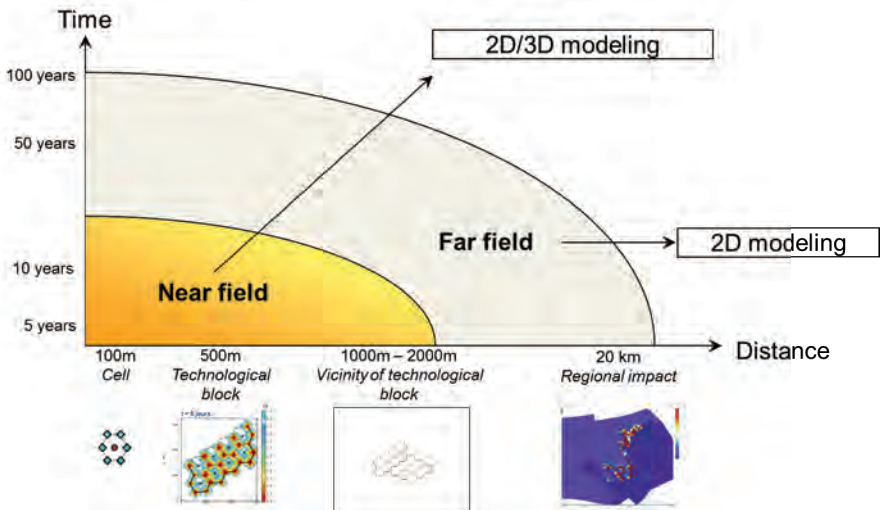 Time
2D/3D modeling
100 years
50 years
Far field
2D modeling
10 years
Near field
5 years
100m 500m 1000m – 2000m 20 km Distance
Cell Technological Vicinity of technological Regional impact
block block